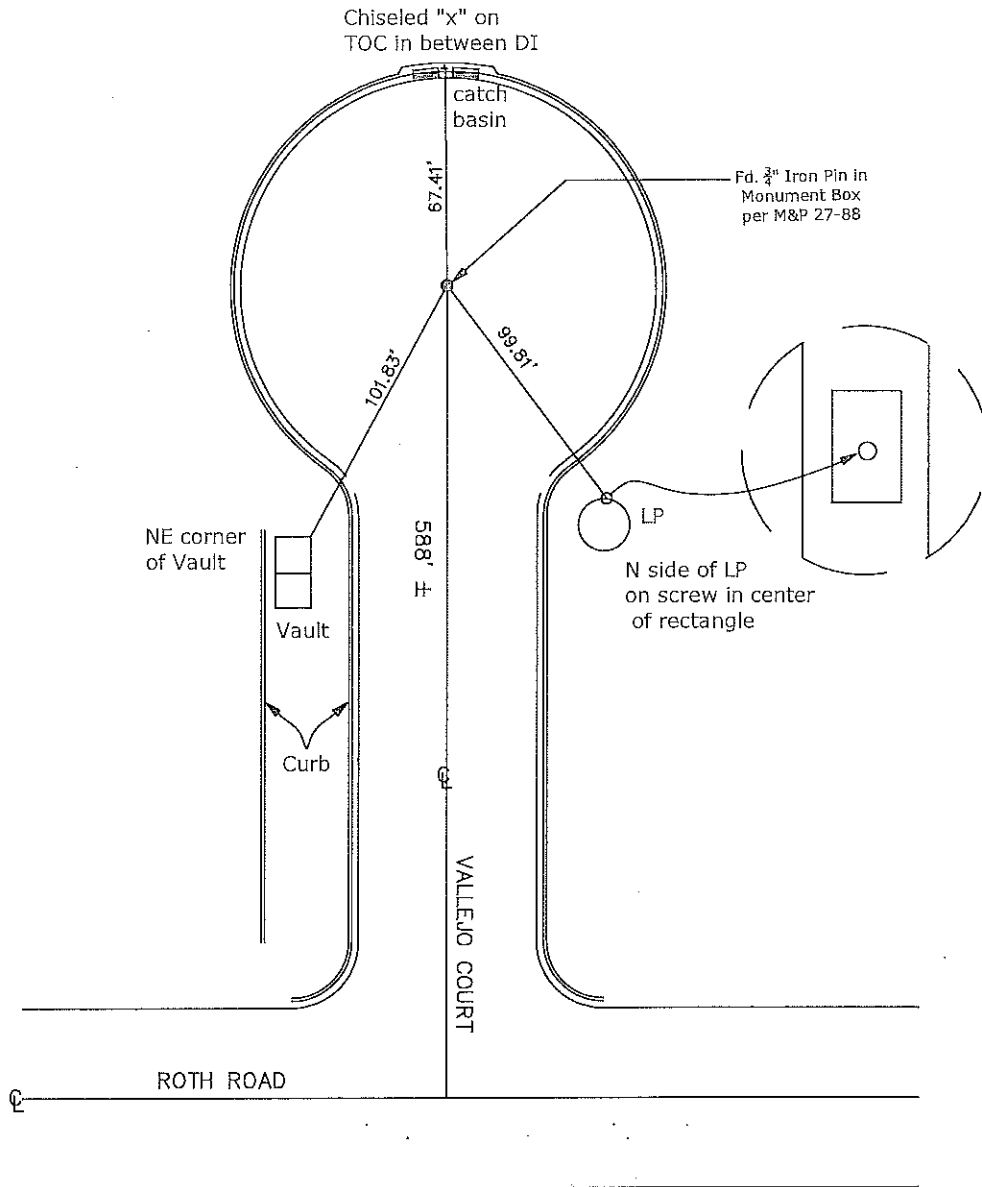 Chiseled "x" on
TOC in between DI
catch
basin
67.41'
Fd. 3/4" Iron Pin in
Monument Box
per M&P 27-88
101.83'
99.81'
NE corner
of Vault
588' ±
LP
N side of LP
on screw in center
of rectangle
Vault
Curb
℄
VALLEJO COURT
ROTH ROAD
℄